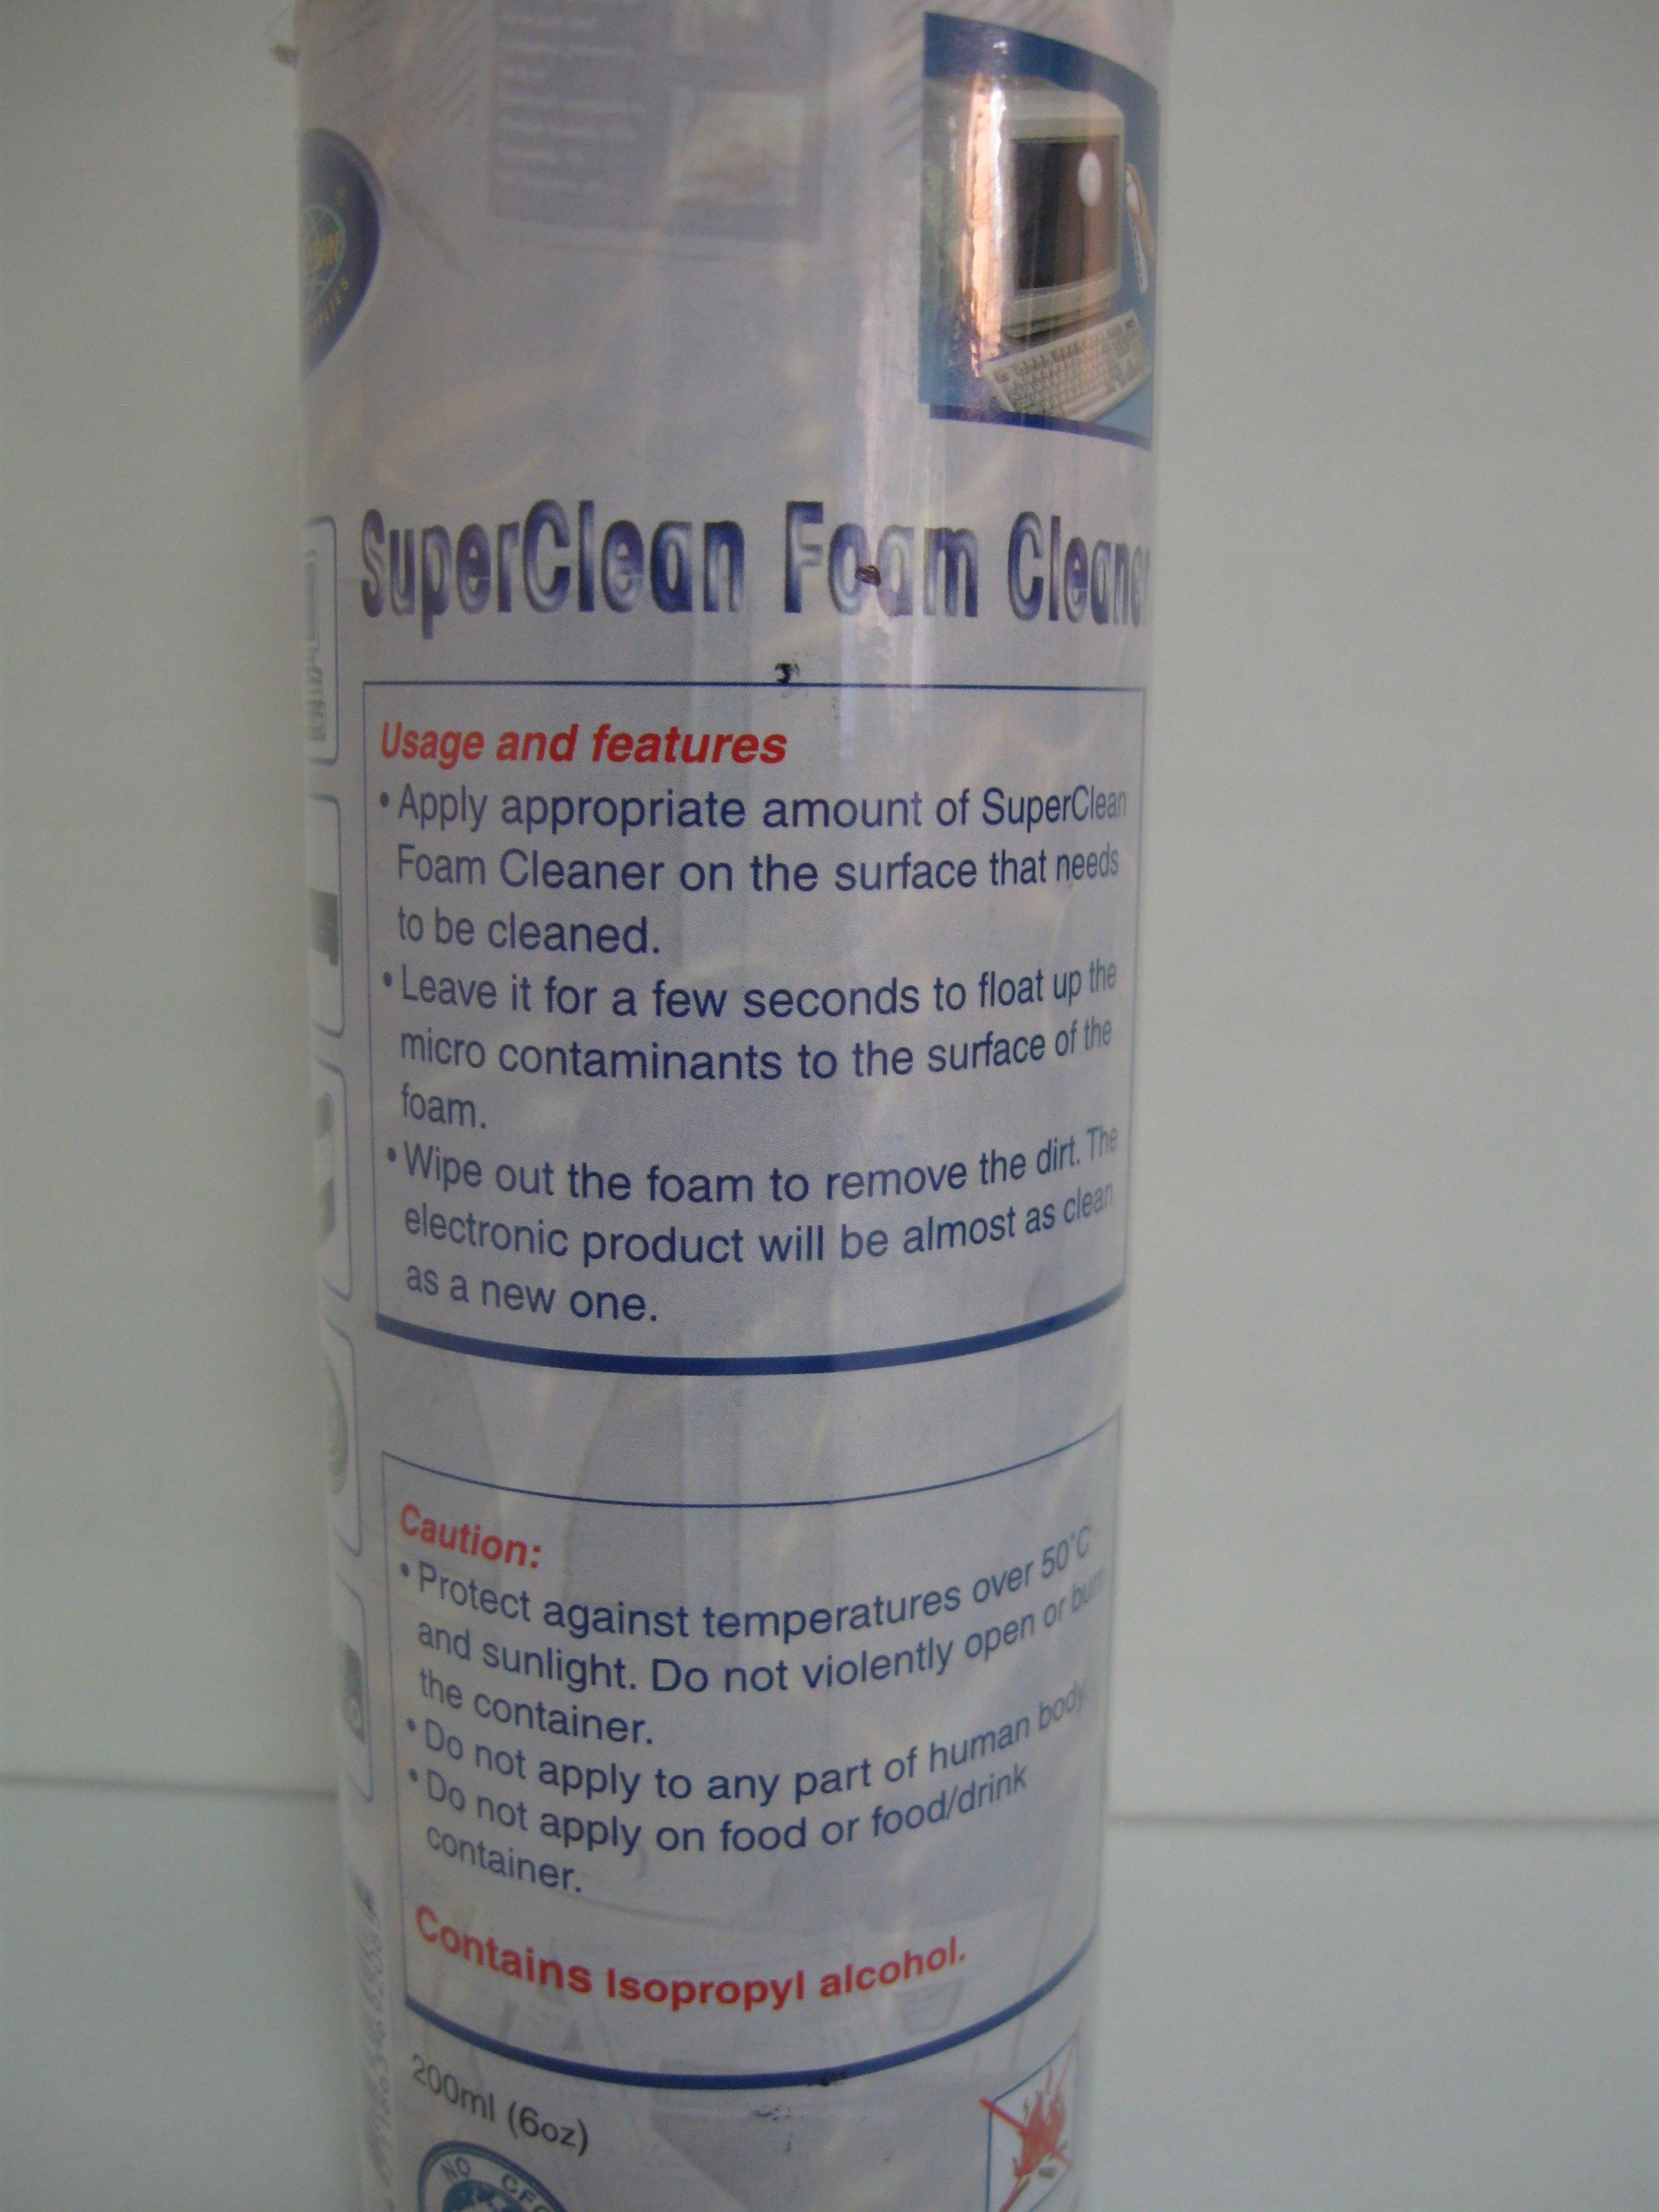 SuperClean Foam Cleaner
Usage and features
• Apply appropriate amount of SuperClean
Foam Cleaner on the surface that needs
to be cleaned.
• Leave it for a few seconds to float up the
micro contaminants to the surface of the
foam.
• Wipe out the foam to remove the dirt. The
electronic product will be almost as clean
as a new one.
Caution:
• Protect against temperatures over 50°C
and sunlight. Do not violently open or burn
the container.
• Do not apply to any part of human body.
• Do not apply on food or food/drink
container.
Contains Isopropyl alcohol.
200ml (6oz)
NO CFC